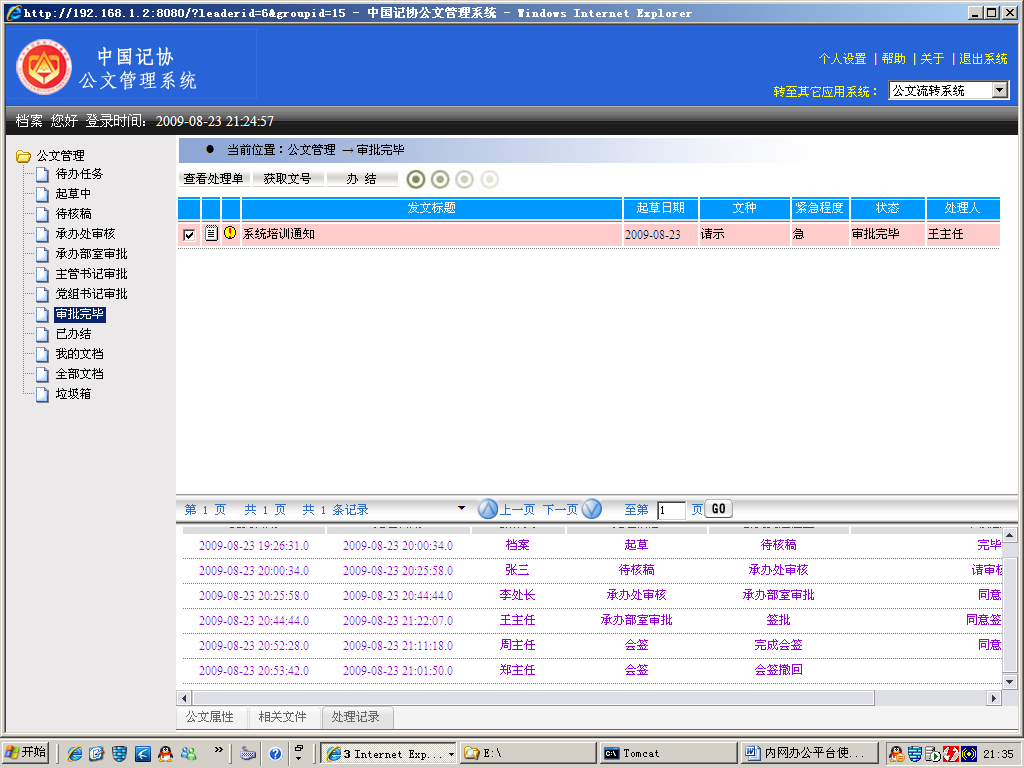 http://192.168.1.2:8080/?leaderid=6&groupid=15 - 中国记协公文管理系统 - Windows Internet Explorer
中国记协
公文管理系统
个人设置 | 帮助 | 关于 | 退出系统
转至其它应用系统： 公文流转系统
档案 您好 登录时间： 2009-08-23 21:24:57
公文管理
待办任务
起草中
待核稿
承办处审核
承办部室审批
主管书记审批
党组书记审批
审批完毕
已办结
我的文档
全部文档
垃圾箱
● 当前位置：公文管理 →审批完毕
查看处理单 获取文号 办 结
发文标题 起草日期 文种 紧急程度 状态 处理人
系统培训通知 2009-08-23 请示 急 审批完毕 王主任
第 1 页 共 1 页 共 1 条记录 上一页 下一页 至第 1 页 GO
2009-08-23 19:26:31.0 2009-08-23 20:00:34.0 档案 起草 待核稿 完毕
2009-08-23 20:00:34.0 2009-08-23 20:25:58.0 张三 待核稿 承办处审核 请审核
2009-08-23 20:25:58.0 2009-08-23 20:44:44.0 李处长 承办处审核 承办部室审批 同意
2009-08-23 20:44:44.0 2009-08-23 21:22:07.0 王主任 承办部室审批 签批 同意签
2009-08-23 20:52:28.0 2009-08-23 21:11:18.0 周主任 会签 完成会签 同意
2009-08-23 20:53:42.0 2009-08-23 21:01:50.0 郑主任 会签 会签撤回
公文属性 相关文件 处理记录
开始 » 3 Internet Exp... E:\ Tomcat 内网办公平台使... 21:35